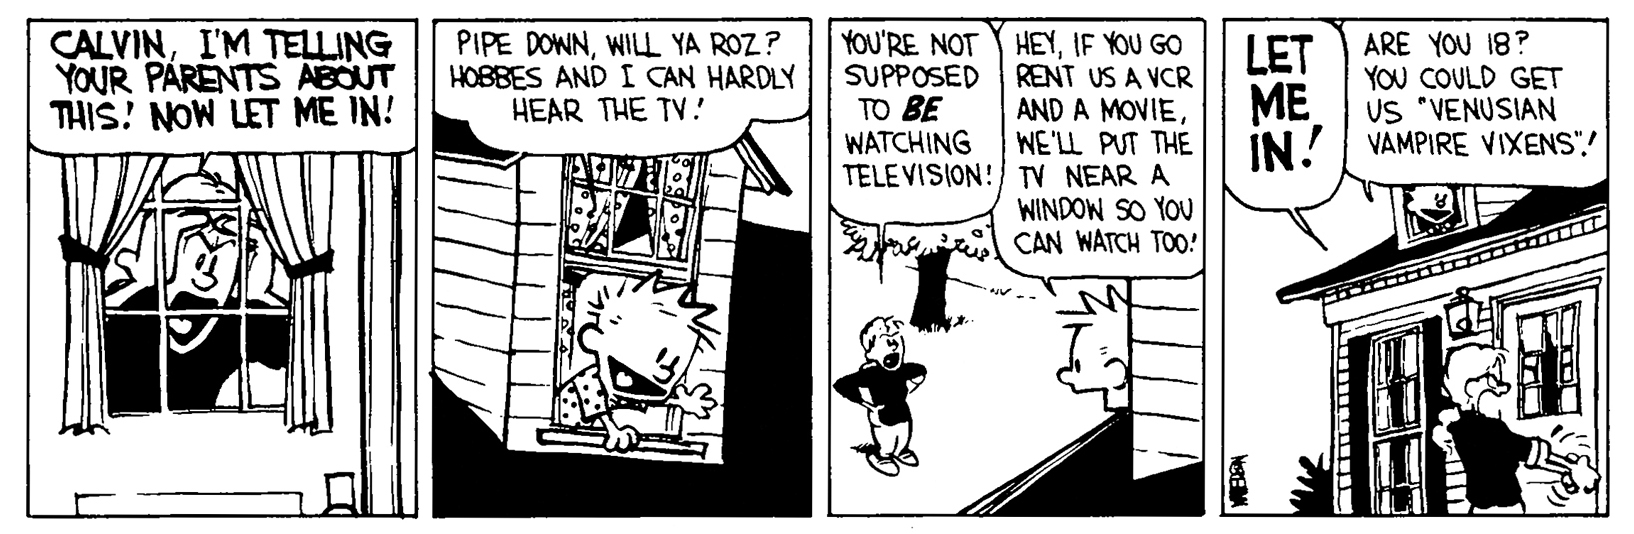 CALVIN, I'M TELLING
YOUR PARENTS ABOUT
THIS! NOW LET ME IN!
PIPE DOWN, WILL YA ROZ?
HOBBES AND I CAN HARDLY
HEAR THE TV!
YOU'RE NOT
SUPPOSED
TO BE
WATCHING
TELEVISION!
HEY, IF YOU GO
RENT US A VCR
AND A MOVIE,
WE'LL PUT THE
TV NEAR A
WINDOW SO YOU
CAN WATCH TOO!
LET
ME
IN!
ARE YOU 18?
YOU COULD GET
US "VENUSIAN
VAMPIRE VIXENS"!